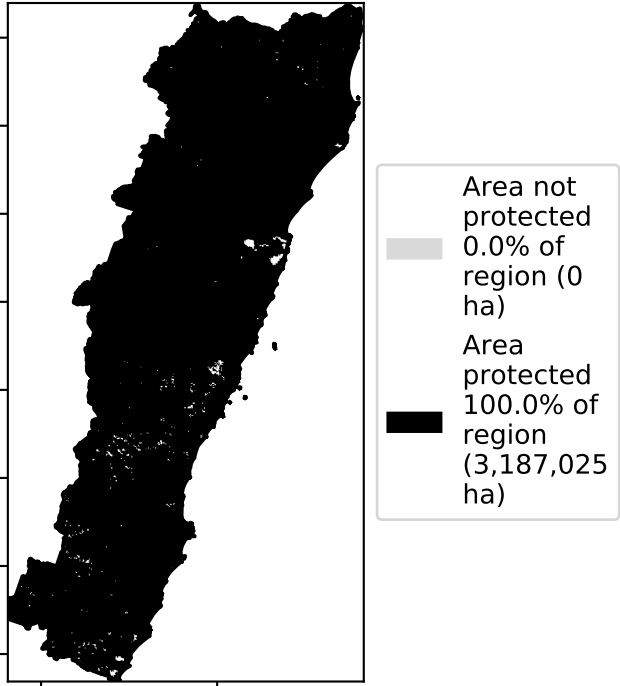 Area not
protected
0.0% of
region (0
ha)
Area
protected
100.0% of
region
(3,187,025
ha)